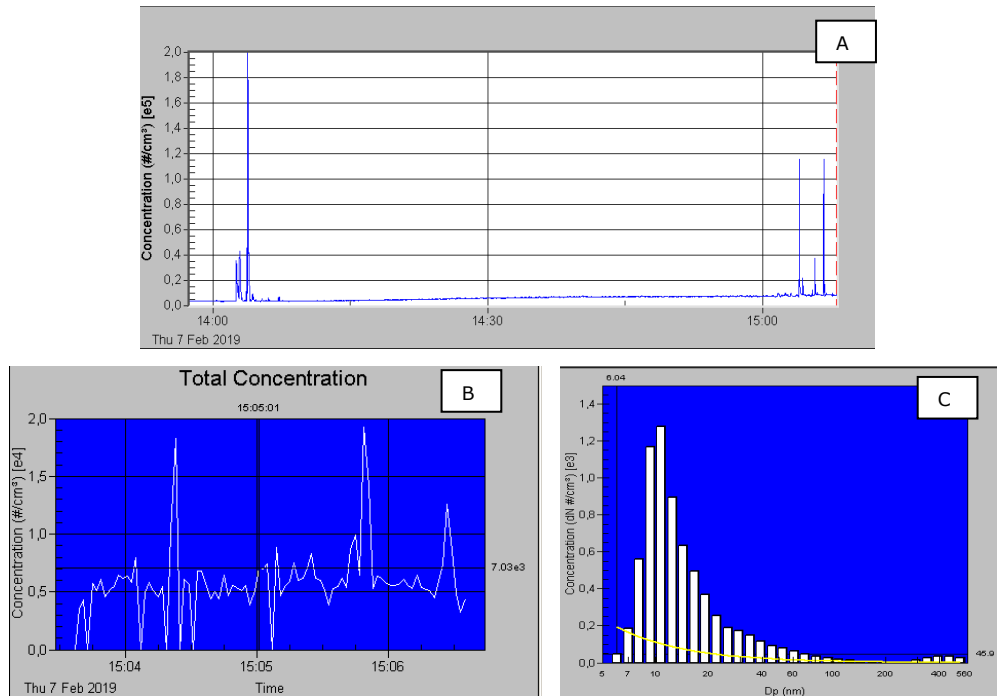 A
Concentration (#/cm³) [e5]
2,0
1,8
1,6
1,4
1,2
1,0
0,8
0,6
0,4
0,2
0,0
14:00 14:30 15:00
Thu 7 Feb 2019
Total Concentration
B
15:05:01
Concentration (#/cm³) [e4]
2,0
1,5
1,0
0,5
0,0
7.03e3
15:04 15:05 15:06
Thu 7 Feb 2019 Time
6.04
C
Concentration (dN #/cm³) [e3]
1,4
1,2
1,0
0,8
0,6
0,4
0,2
0,0
45.9
5 7 10 20 40 60 100 200 400 560
Dp (nm)